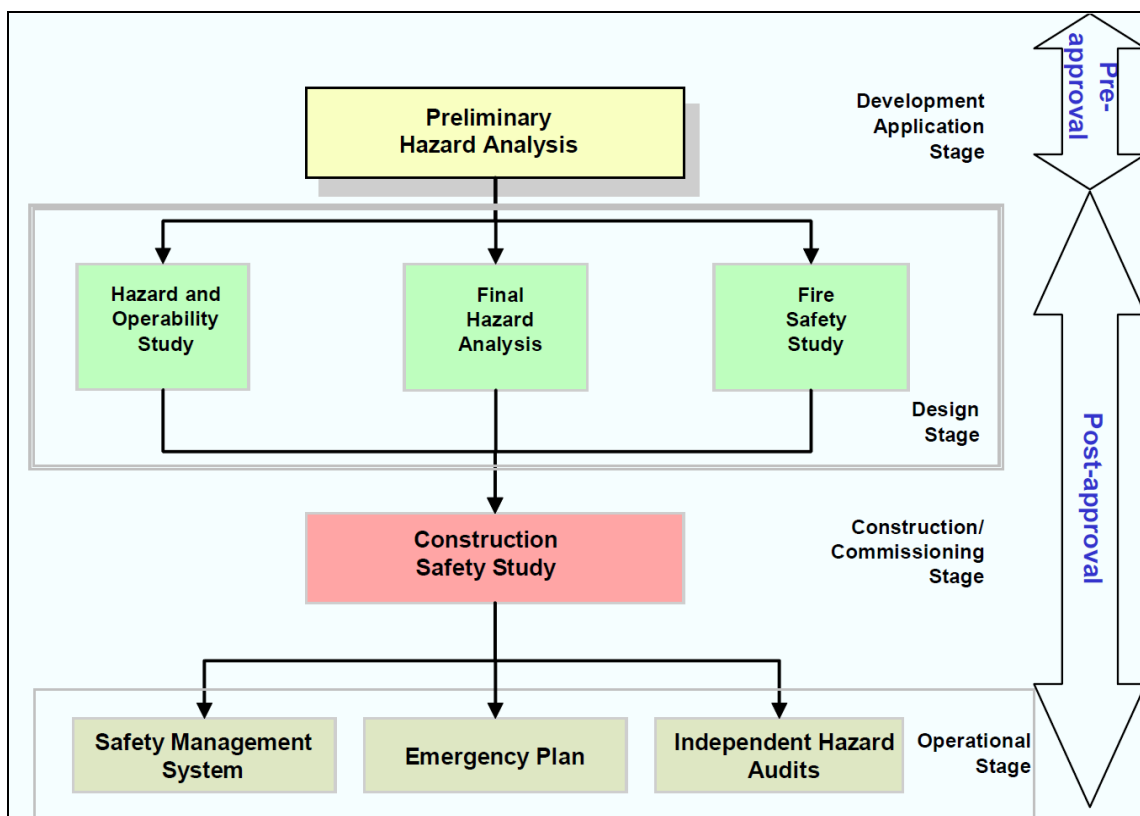 Preliminary
Hazard Analysis
Development
Application
Stage
Pre-
approval
Hazard and
Operability
Study
Final
Hazard
Analysis
Fire
Safety
Study
Design
Stage
Post-approval
Construction
Safety Study
Construction/
Commissioning
Stage
Safety Management
System
Emergency Plan
Independent Hazard
Audits
Operational
Stage